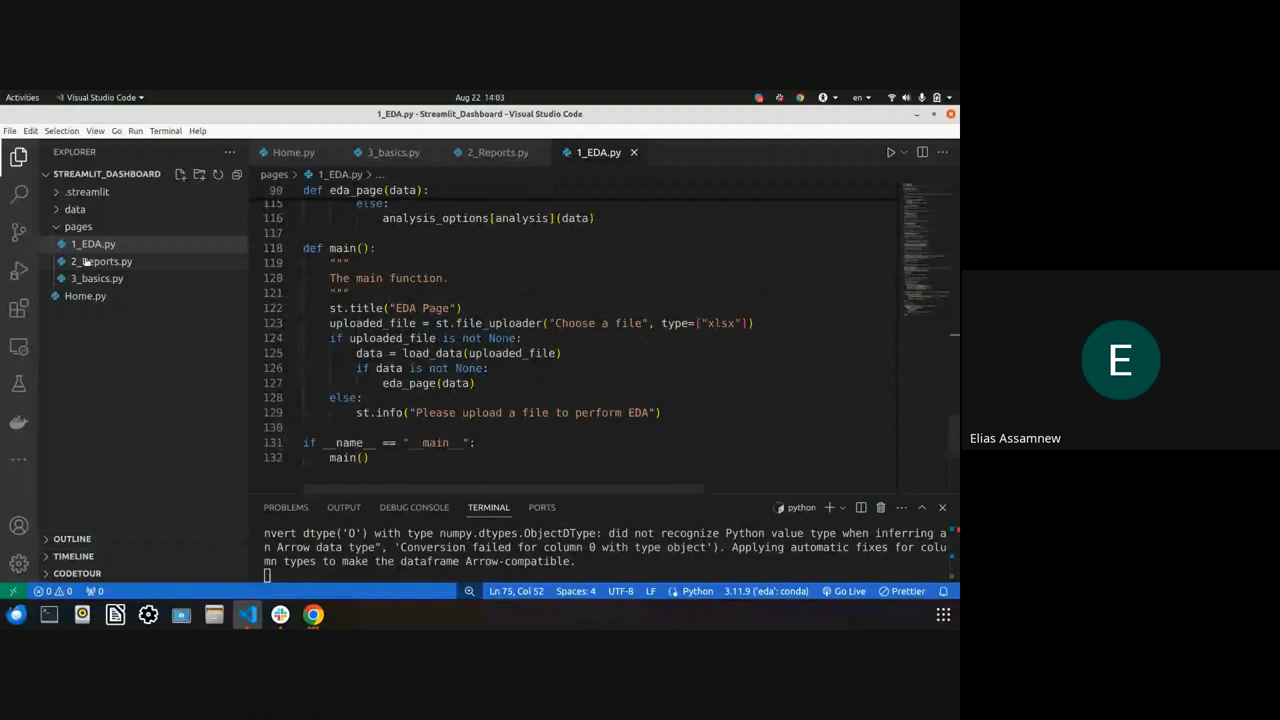 Activities
Visual Studio Code
Aug 22 14:03
en
1_EDA.py - Streamlit_Dashboard - Visual Studio Code
File Edit Selection View Go Run Terminal Help
EXPLORER
Home.py
3_basics.py
2_Reports.py
1_EDA.py
STREAMLIT_DASHBOARD
pages > 1_EDA.py > ...
.streamlit
data
pages
1_EDA.py
2_Reports.py
3_basics.py
Home.py
90 def eda_page(data):
115 else:
116 analysis_options[analysis](data)
117
118 def main():
119 """
120 The main function.
121 """
122 st.title("EDA Page")
123 uploaded_file = st.file_uploader("Choose a file", type=["xlsx"])
124 if uploaded_file is not None:
125 data = load_data(uploaded_file)
126 if data is not None:
127 eda_page(data)
128 else:
129 st.info("Please upload a file to perform EDA")
130
131 if __name__ == "__main__":
132 main()
PROBLEMS OUTPUT DEBUG CONSOLE TERMINAL PORTS
python
nvert dtype('O') with type numpy.dtypes.ObjectDType: did not recognize Python value type when inferring a
n Arrow data type", 'Conversion failed for column 0 with type object'). Applying automatic fixes for colu
mn types to make the dataframe Arrow-compatible.
OUTLINE
TIMELINE
CODETOUR
0 0 0 Ln 75, Col 52 Spaces: 4 UTF-8 LF Python 3.11.9 ('eda': conda) Go Live Prettier
E
Elias Assamnew